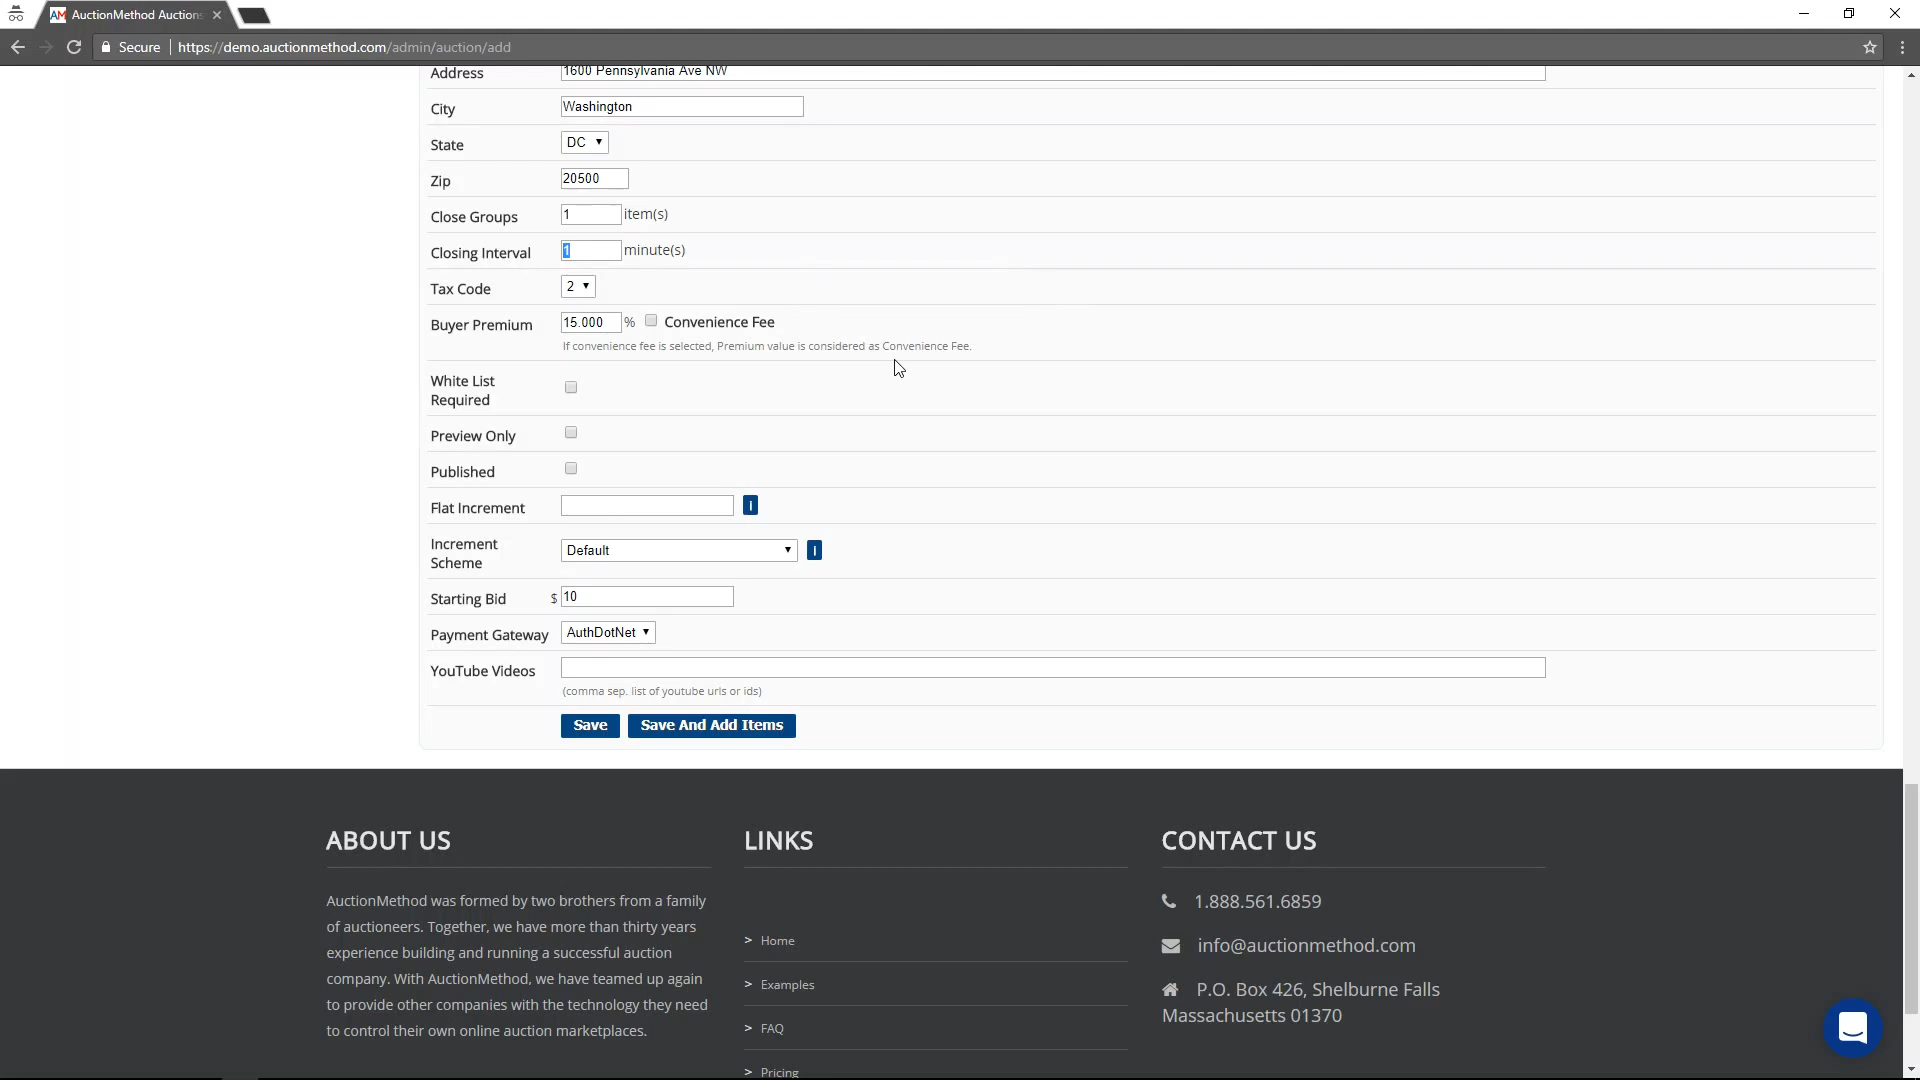 AuctionMethod Auctions
Secure https://demo.auctionmethod.com/admin/auction/add
Address 1600 Pennsylvania Ave NW
City Washington
State DC
Zip 20500
Close Groups 1 item(s)
Closing Interval 1 minute(s)
Tax Code 2
Buyer Premium 15.000 % Convenience Fee
If convenience fee is selected, Premium value is considered as Convenience Fee.
White List
Required
Preview Only
Published
Flat Increment I
Increment
Scheme
Default I
Starting Bid $ 10
Payment Gateway AuthDotNet
YouTube Videos
(comma sep. list of youtube urls or ids)
Save Save And Add Items
ABOUT US
AuctionMethod was formed by two brothers from a family
of auctioneers. Together, we have more than thirty years
experience building and running a successful auction
company. With AuctionMethod, we have teamed up again
to provide other companies with the technology they need
to control their own online auction marketplaces.
LINKS
> Home
> Examples
> FAQ
> Pricing
CONTACT US
1.888.561.6859
info@auctionmethod.com
P.O. Box 426, Shelburne Falls
Massachusetts 01370